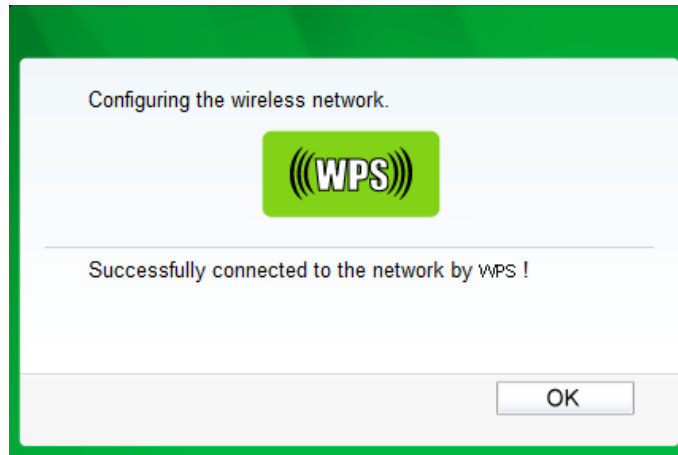 Configuring the wireless network.
(((WPS)))
Successfully connected to the network by WPS !
OK